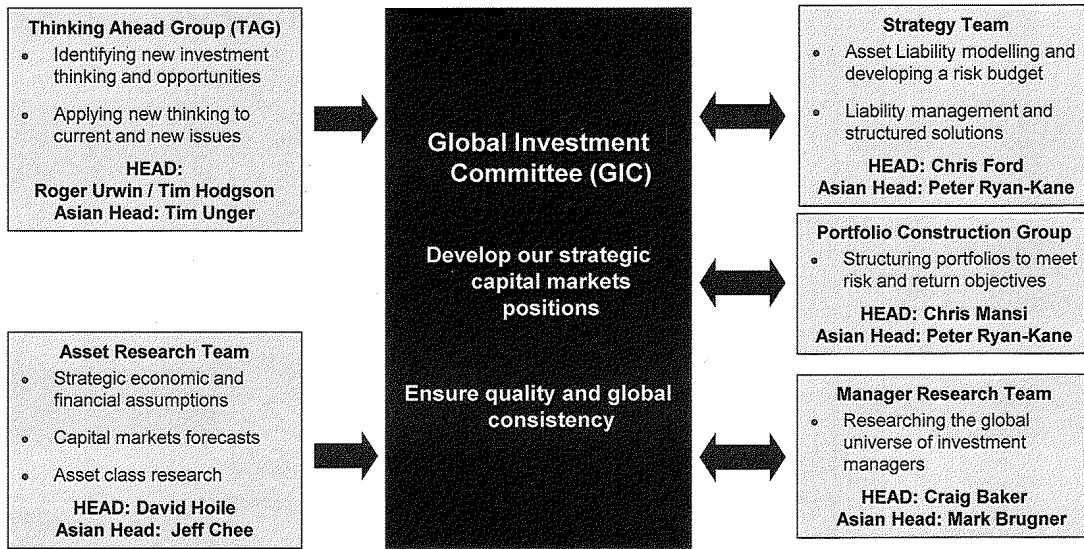 Thinking Ahead Group (TAG)
• Identifying new investment
thinking and opportunities
• Applying new thinking to
current and new issues
HEAD:
Roger Urwin / Tim Hodgson
Asian Head: Tim Unger
Asset Research Team
• Strategic economic and
financial assumptions
• Capital markets forecasts
• Asset class research
HEAD: David Hoile
Asian Head: Jeff Chee
Global Investment
Committee (GIC)
Develop our strategic
capital markets
positions
Ensure quality and global
consistency
Strategy Team
• Asset Liability modelling and
developing a risk budget
• Liability management and
structured solutions
HEAD: Chris Ford
Asian Head: Peter Ryan-Kane
Portfolio Construction Group
• Structuring portfolios to meet
risk and return objectives
HEAD: Chris Mansi
Asian Head: Peter Ryan-Kane
Manager Research Team
• Researching the global
universe of investment
managers
HEAD: Craig Baker
Asian Head: Mark Brugner